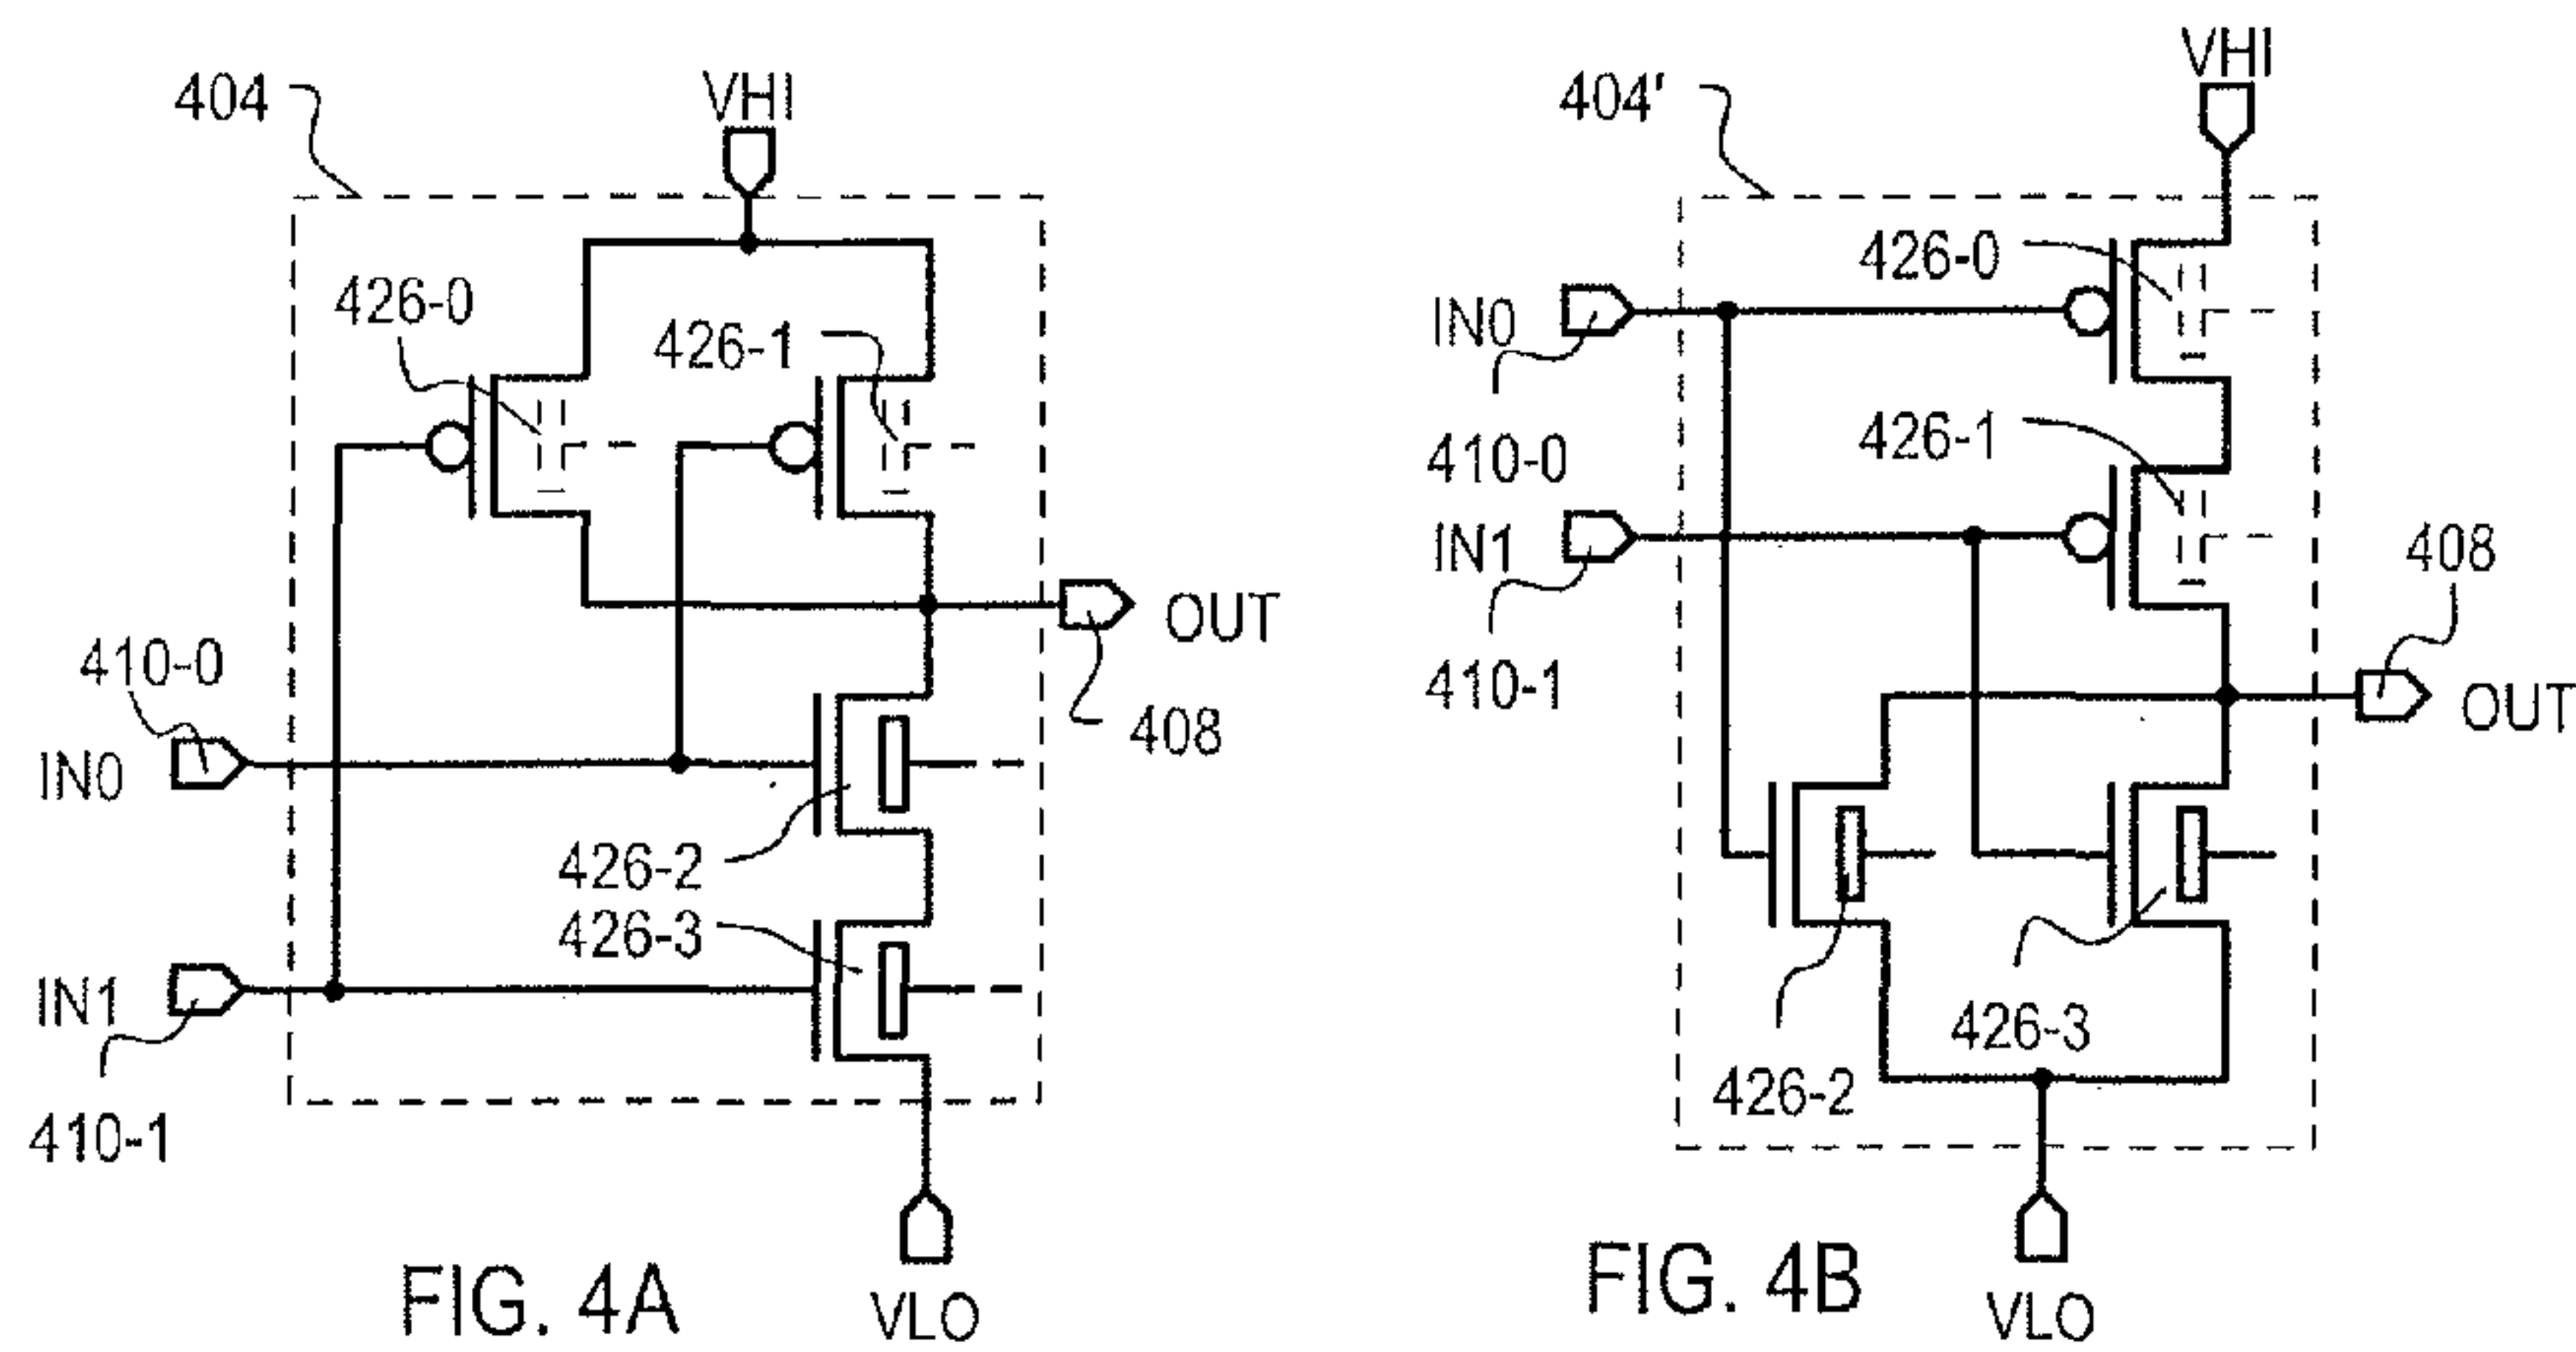 404
VHI
426-0
426-1
410-0
IN0
OUT
408
426-2
426-3
IN1
410-1
VLO
FIG. 4A
404'
VHI
426-0
IN0
410-0
426-1
IN1
410-1
408
OUT
426-3
426-2
VLO
FIG. 4B